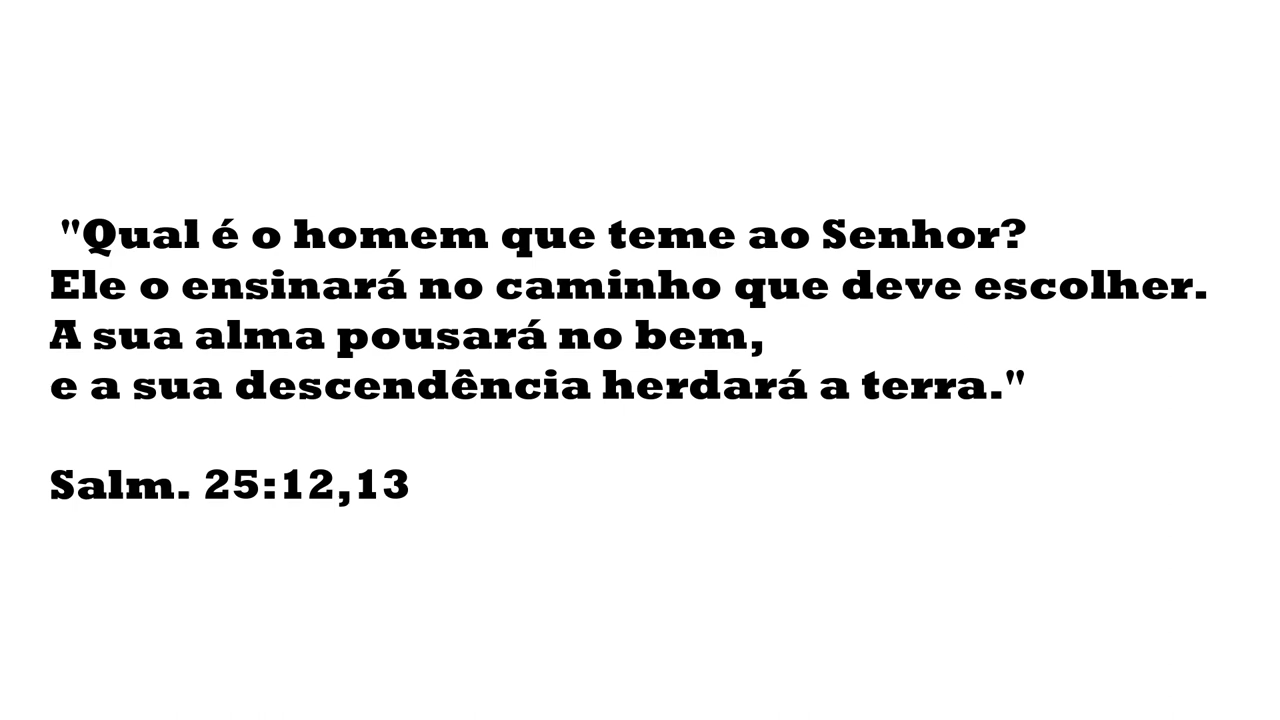 "Qual é o homem que teme ao Senhor?
Ele o ensinará no caminho que deve escolher.
A sua alma pousará no bem,
e a sua descendência herdará a terra."
Salm. 25:12,13